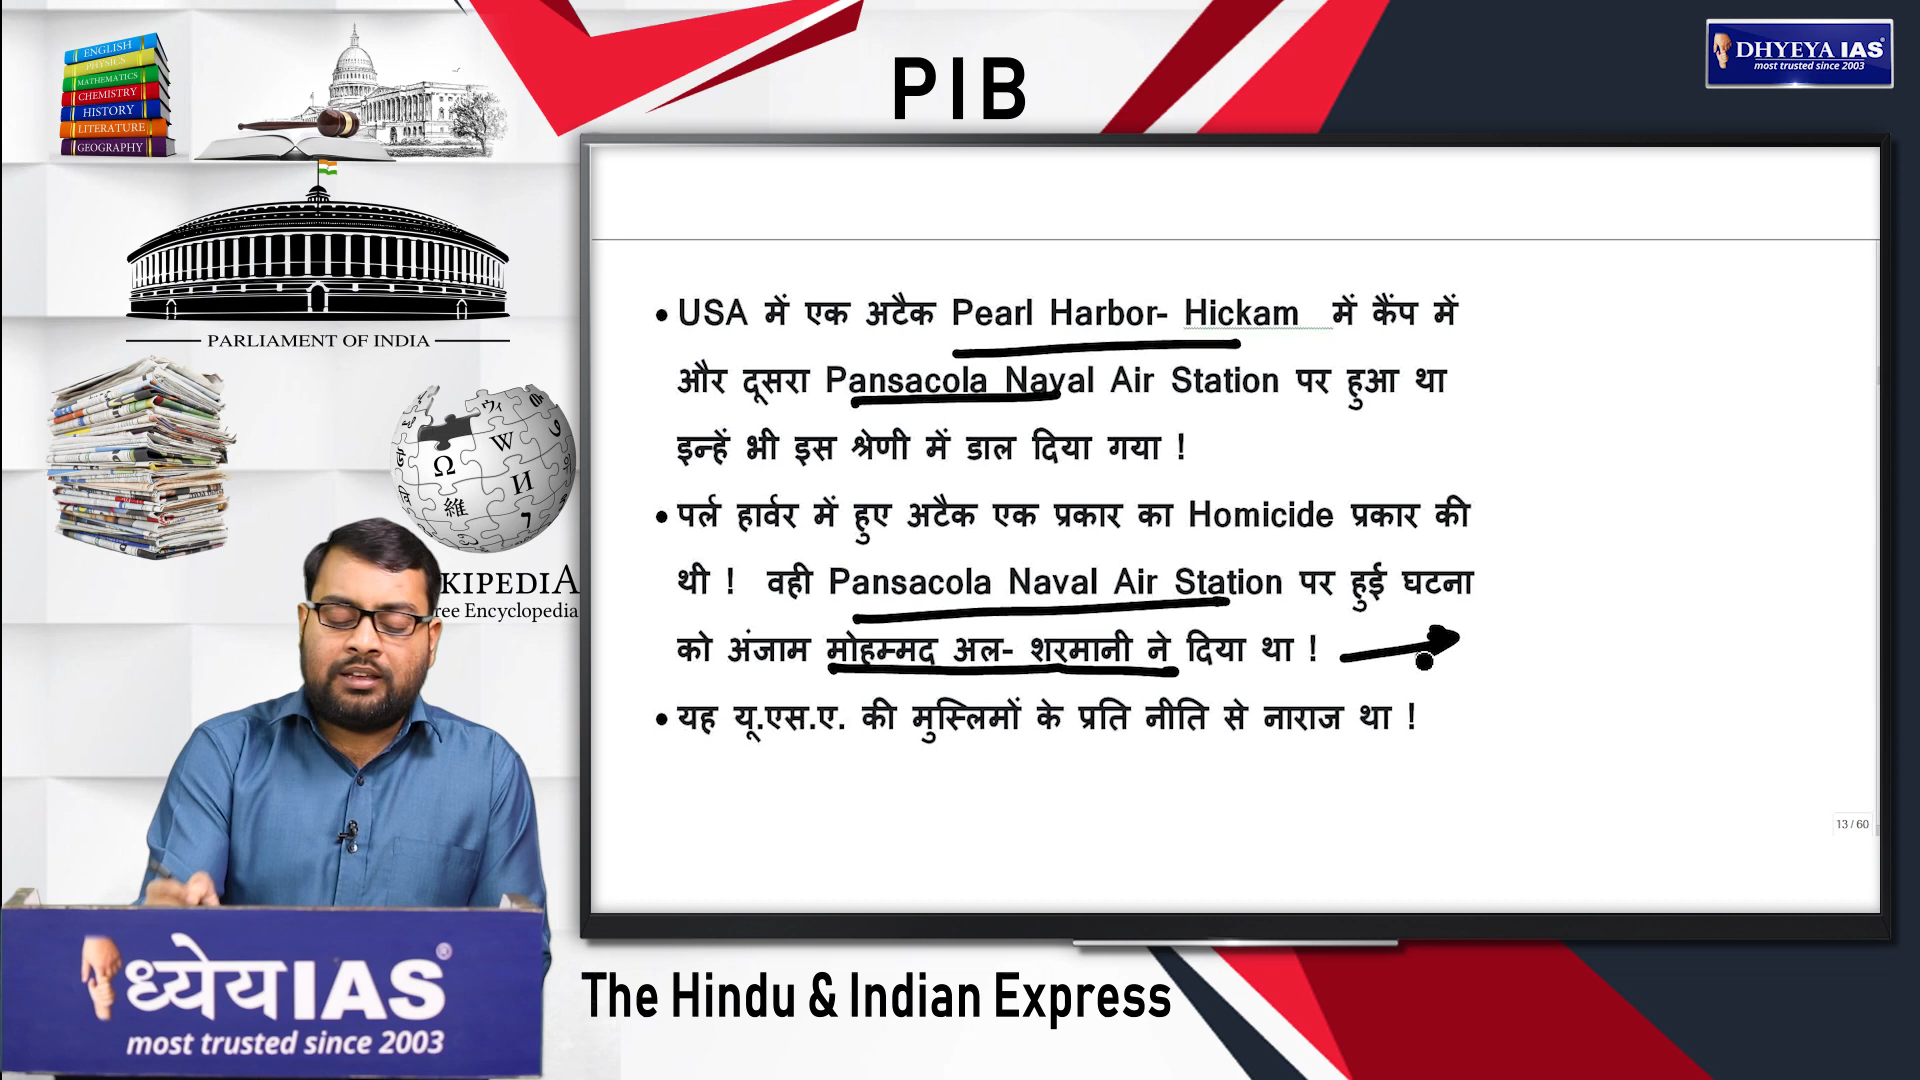 ENGLISH
PHYSICS
MATHEMATICS
CHEMISTRY
HISTORY
LITERATURE
GEOGRAPHY
PIB
DHYEYA IAS®
most trusted since 2003
PARLIAMENT OF INDIA
Ω
W
И
維
7
KIPEDIA
ree Encyclopedia
• USA में एक अटैक Pearl Harbor- Hickam में कैंप में
और दूसरा Pansacola Naval Air Station पर हुआ था
इन्हें भी इस श्रेणी में डाल दिया गया !
• पर्ल हार्वर में हुए अटैक एक प्रकार का Homicide प्रकार की
थी ! वही Pansacola Naval Air Station पर हुई घटना
को अंजाम मोहम्मद अल- शरमानी ने दिया था !
• यह यू.एस.ए. की मुस्लिमों के प्रति नीति से नाराज था !
13 / 60
ध्येयIAS®
most trusted since 2003
The Hindu & Indian Express